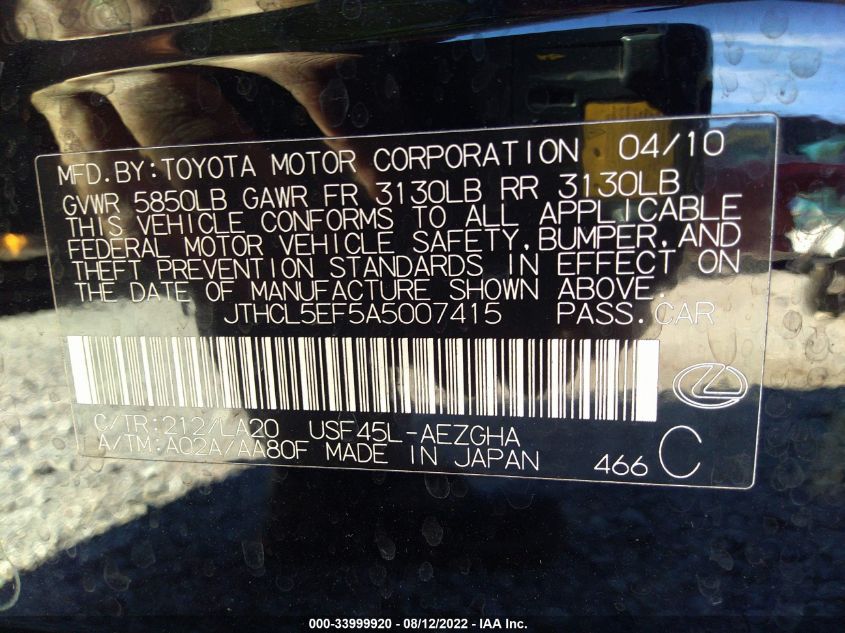 MFD. BY: TOYOTA MOTOR CORPORATION 04/10
GVWR 5850LB GAWR FR 3130LB RR 3130LB
THIS VEHICLE CONFORMS TO ALL APPLICABLE
FEDERAL MOTOR VEHICLE SAFETY, BUMPER, AND
THEFT PREVENTION STANDARDS IN EFFECT ON
THE DATE OF MANUFACTURE SHOWN ABOVE.
JTHCL5EF5A5007415 PASS. CAR
C/TR: 212/LA20 USF45L-AEZGHA
A/TM: A02A/AA80F MADE IN JAPAN 466 C
000-33999920 - 08/12/2022 - IAA Inc.